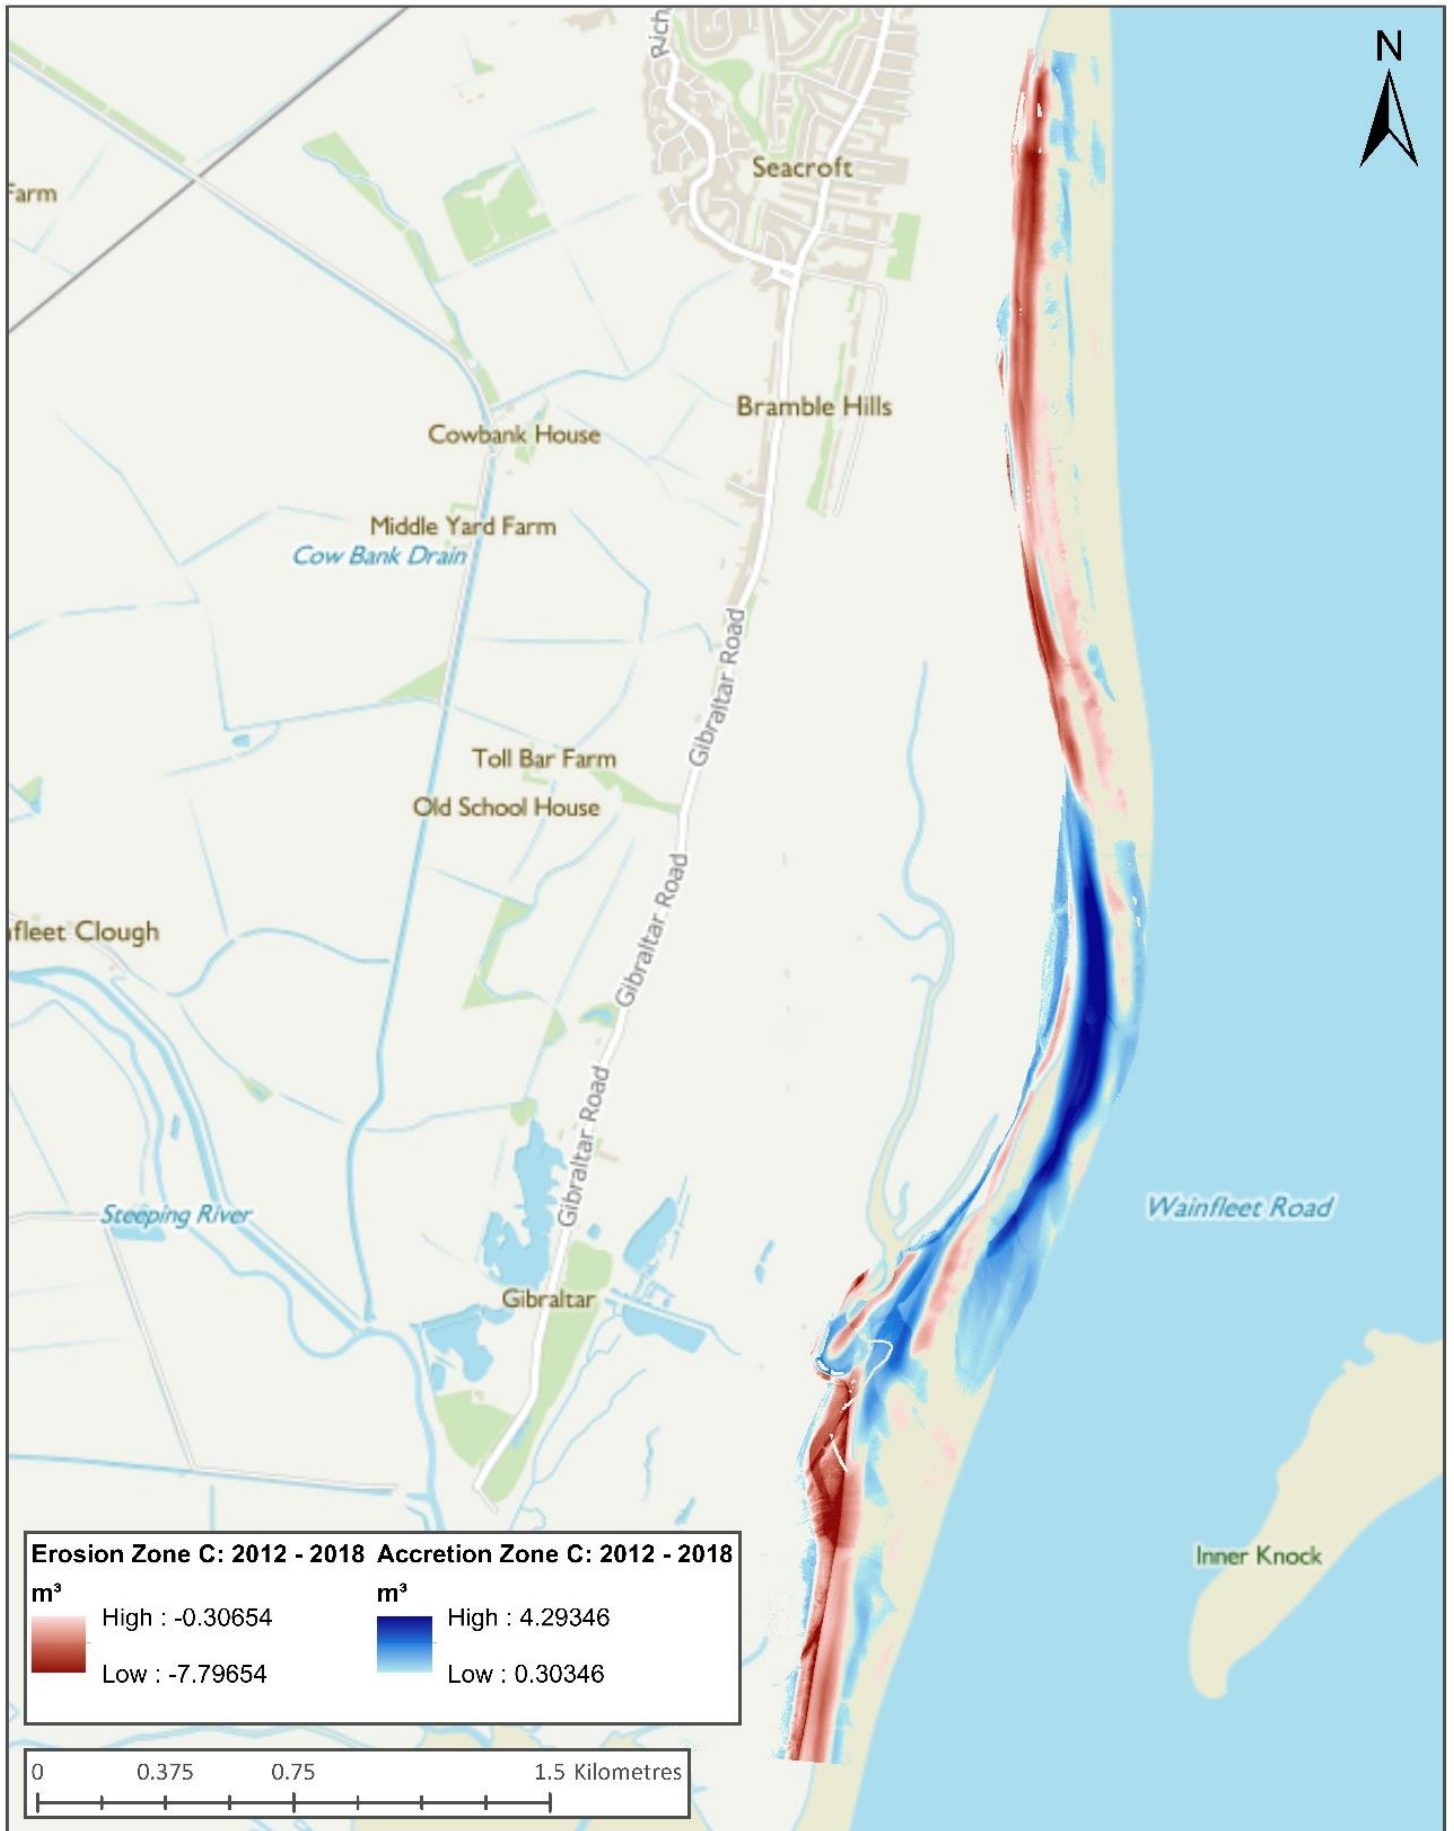 Rich
N
Seacroft
Farm
Bramble Hills
Cowbank House
Middle Yard Farm
Cow Bank Drain
Gibraltar Road
Toll Bar Farm
Old School House
Gibraltar Road
nfleet Clough
Gibraltar Road
Steeping River
Wainfleet Road
Gibraltar
Inner Knock
Erosion Zone C: 2012 - 2018 Accretion Zone C: 2012 - 2018
m³ m³
High : -0.30654 High : 4.29346
Low : -7.79654 Low : 0.30346
0 0.375 0.75 1.5 Kilometres